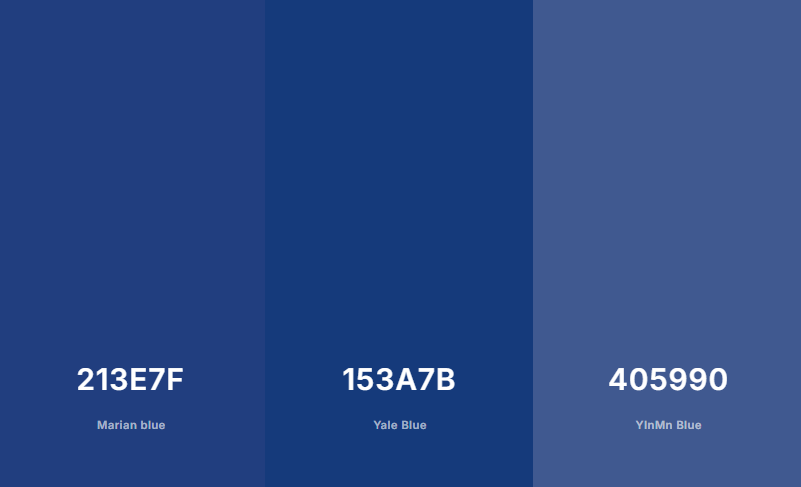 213E7F
Marian blue
153A7B
Yale Blue
405990
YInMn Blue